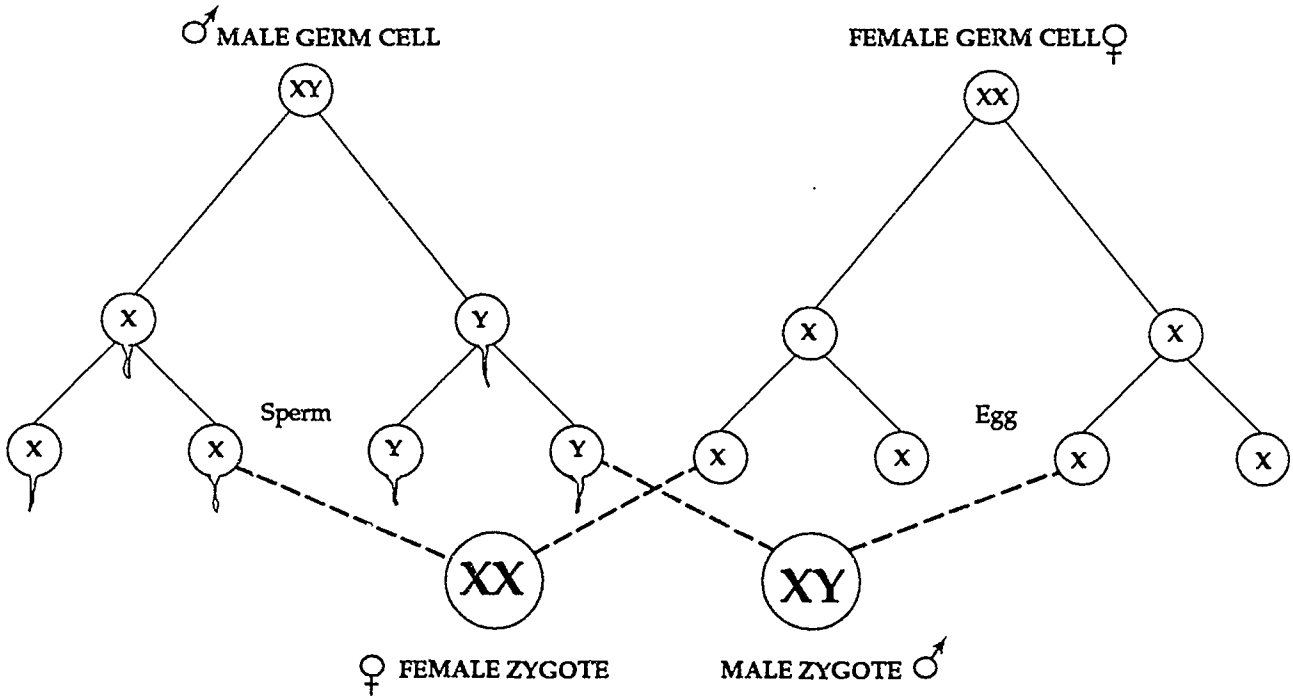 ♂ MALE GERM CELL
FEMALE GERM CELL ♀
XY
XX
X
Y
X
X
Sperm
Egg
X
X
Y
Y
X
X
X
X
XX
XY
♀ FEMALE ZYGOTE
MALE ZYGOTE ♂